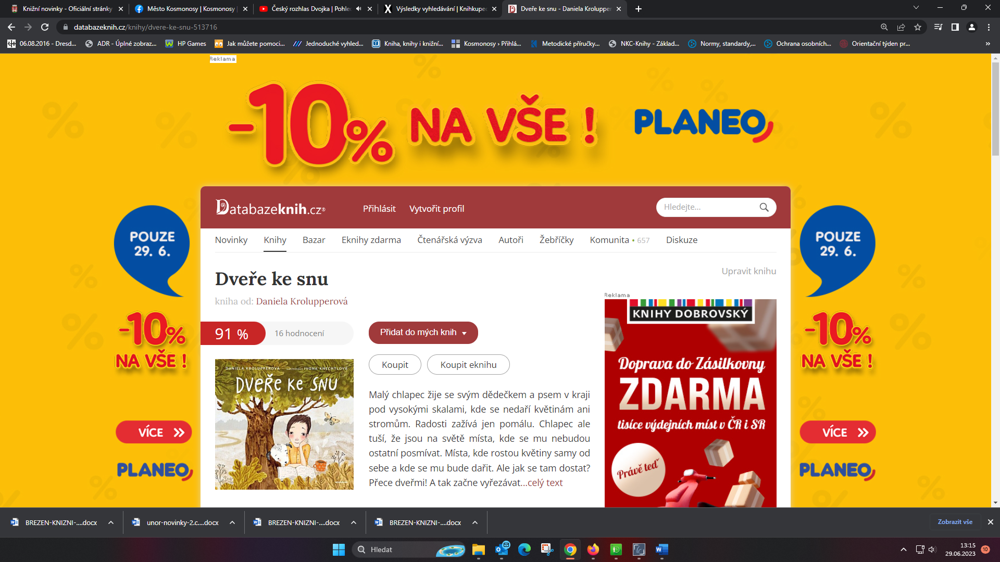 Knižní novinky - Oficiální stránky
Město Kosmonosy | Kosmonosy |
Český rozhlas Dvojka | Pohle
Výsledky vyhledávání | Knihkupec
Dveře ke snu - Daniela Krolupper
databazeknih.cz/knihy/dvere-ke-snu-513716
06.08.2016 - Dresd...
ADR - Úplné zobraz...
HP Games
Jak můžete pomoci...
Jednoduché vyhled...
Kniha, knihy i knižní...
Kosmonosy › Přihlá...
Metodické příručky...
NKC-Knihy - Základ...
Normy, standardy,...
Ochrana osobních...
Orientační týden pr...
»
Reklama
-10% NA VŠE !
PLANEO
Databazeknih.cz®
Přihlásit
Vytvořit profil
Hledejte...
Novinky
Knihy
Bazar
Eknihy zdarma
Čtenářská výzva
Autoři
Žebříčky
Komunita • 657
Diskuze
POUZE
29. 6.
-10%
NA VŠE !
VÍCE »
PLANEO
Dveře ke snu
Upravit knihu
kniha od: Daniela Krolupperová
91 %
16 hodnocení
Přidat do mých knih
Koupit
Koupit eknihu
DANIELA KROLUPPEROVÁ
IVONA KNECHTLOVÁ
DVEŘE KE SNU
Malý chlapec žije se svým dědečkem a psem v kraji
pod vysokými skalami, kde se nedaří květinám ani
stromům. Radosti zažívá jen pomálu. Chlapec ale
tuší, že jsou na světě místa, kde se mu nebudou
ostatní posmívat. Místa, kde rostou květiny samy od
sebe a kde se mu bude dařit. Ale jak se tam dostat?
Přece dveřmi! A tak začne vyřezávat...celý text
Reklama
KNIHY DOBROVSKÝ
Doprava do Zásilkovny
ZDARMA
tisíce výdejních míst v ČR i SR
Právě teď
POUZE
29. 6.
-10%
NA VŠE !
VÍCE »
PLANEO
BREZEN-KNIZNI-....docx
unor-novinky-2.c....docx
BREZEN-KNIZNI-....docx
BREZEN-KNIZNI-....docx
Zobrazit vše
Hledat
13:15
29.06.2023
10